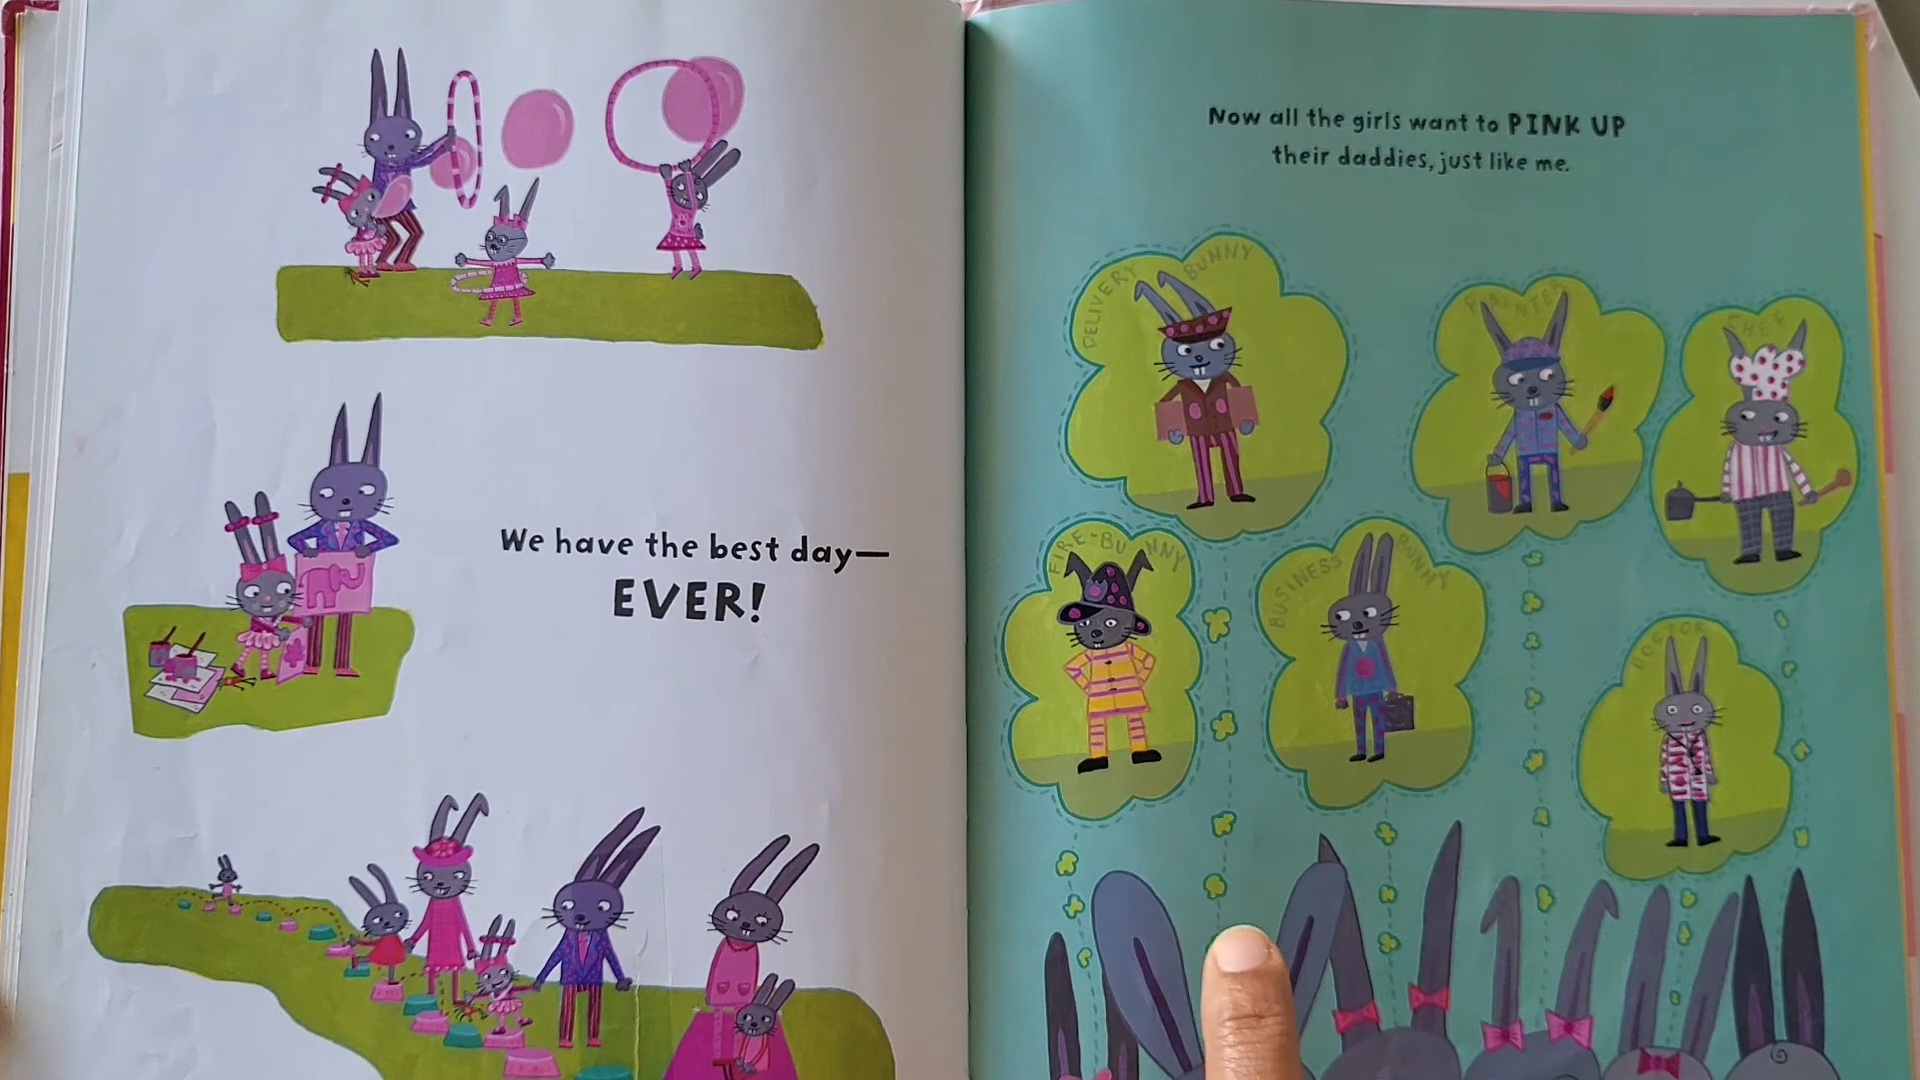 We have the best day—
EVER!
Now all the girls want to PINK UP
their daddies, just like me.
DELIVERY BUNNY
PAINTER
CHEF
FIRE-BUNNY
BUSINESS BUNNY
DOCTOR